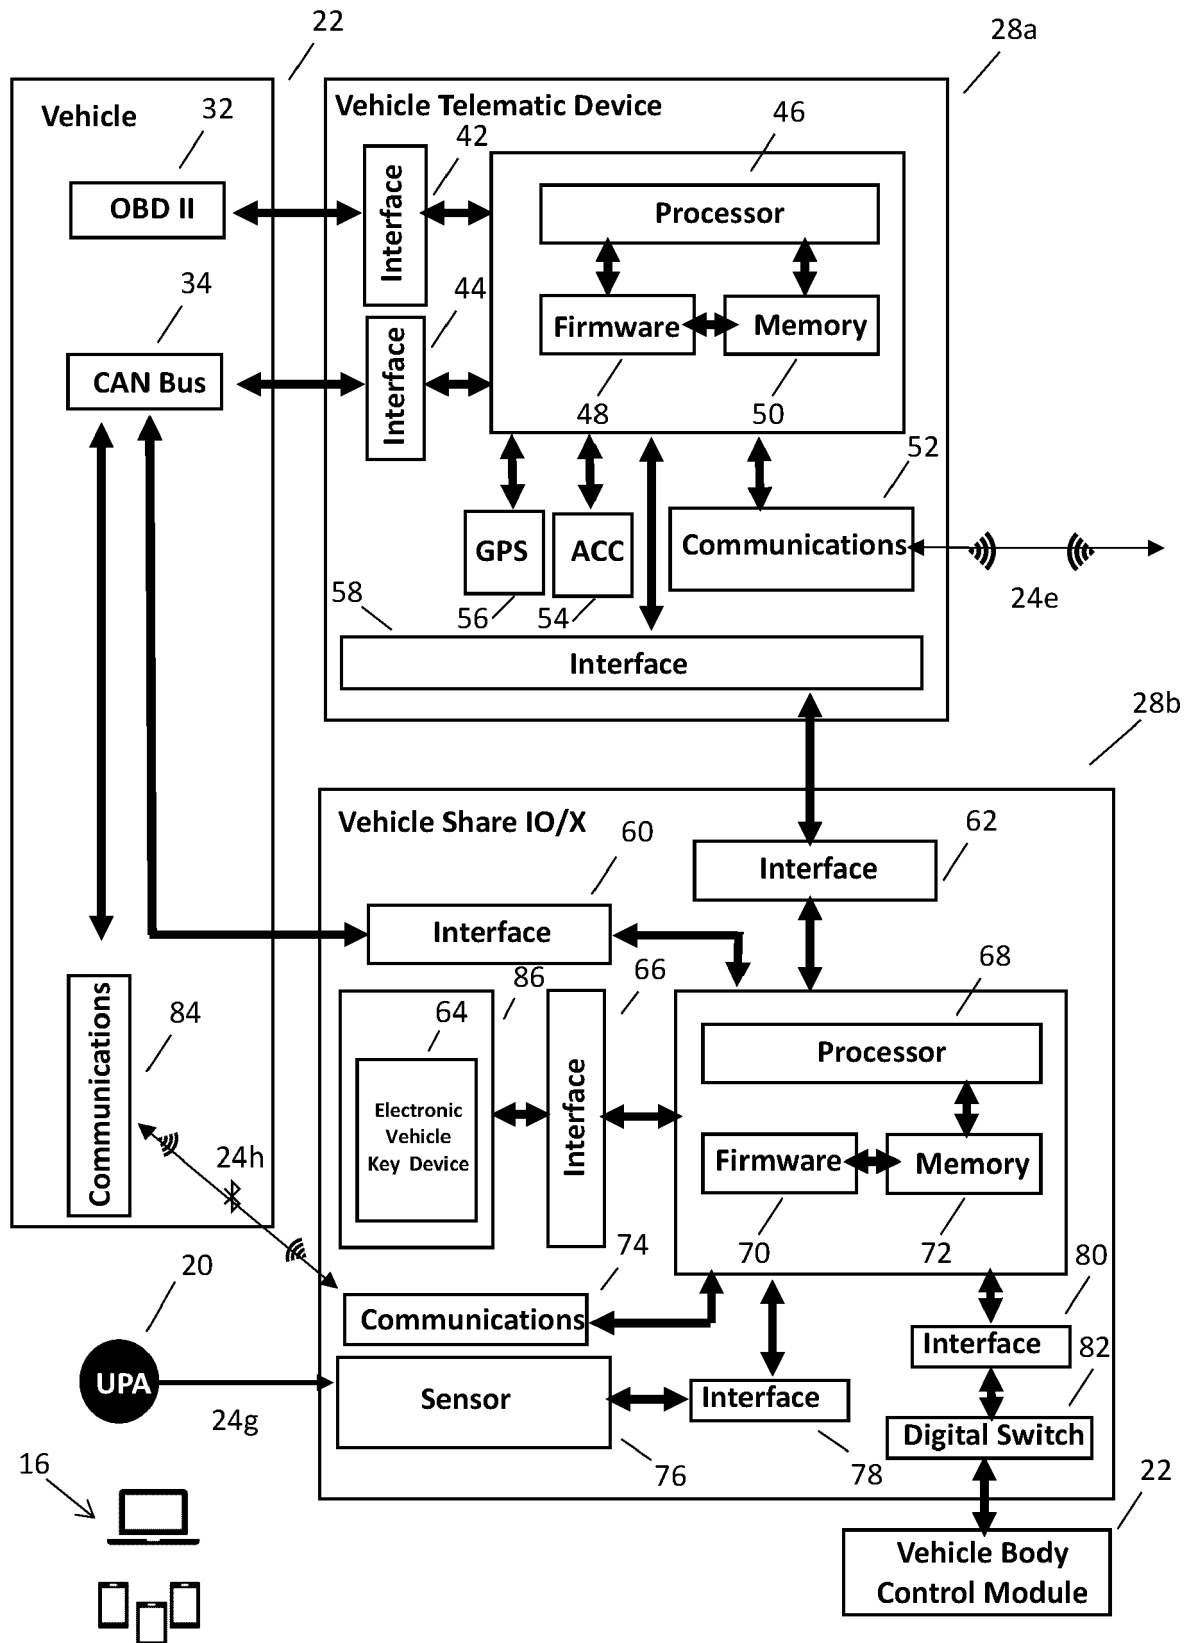 22
28a
Vehicle
32
OBD II
34
CAN Bus
Vehicle Telematic Device
42
Interface
44
Interface
46
Processor
Firmware
Memory
48
50
52
GPS
ACC
Communications
24e
56
54
58
Interface
28b
Vehicle Share IO/X
60
62
Interface
Interface
86
66
68
64
Electronic
Vehicle
Key Device
Interface
Processor
Firmware
Memory
70
72
84
Communications
24h
74
Communications
80
Interface
82
Digital Switch
20
UPA
24g
Sensor
76
Interface
78
16
22
Vehicle Body
Control Module